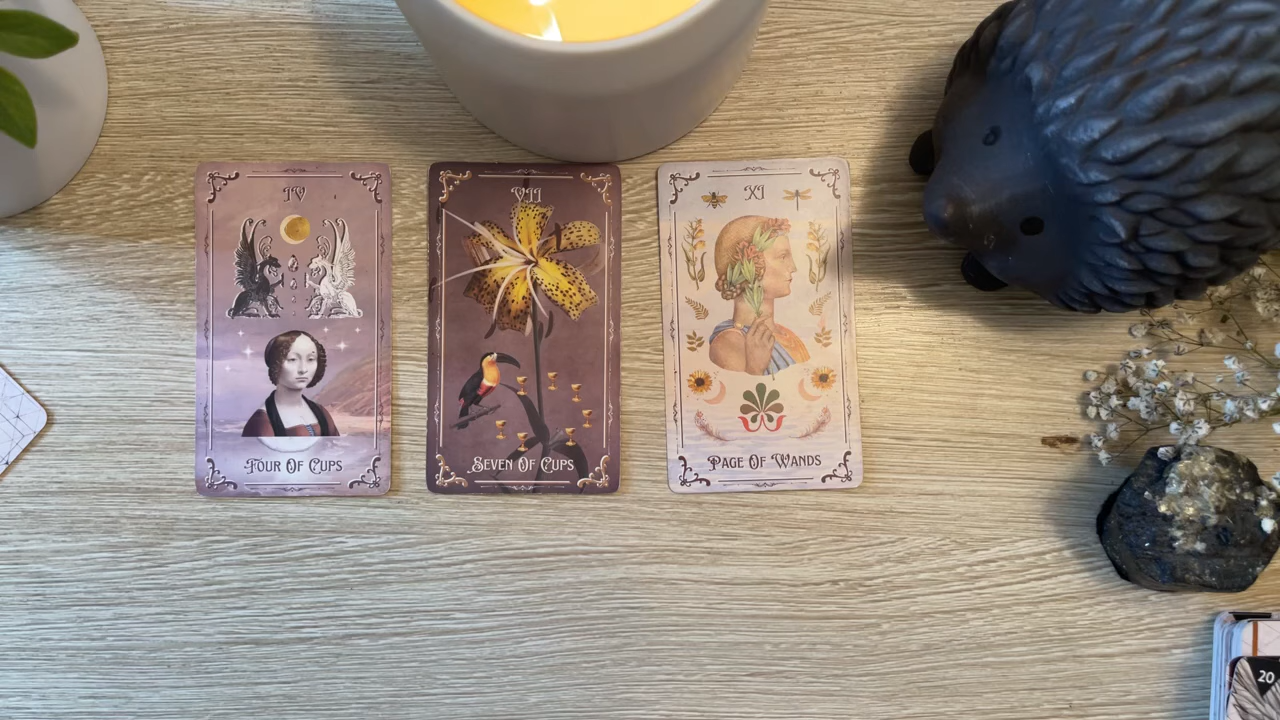 IV
FOUR OF CUPS
VII
SEVEN OF CUPS
XI
PAGE OF WANDS
20